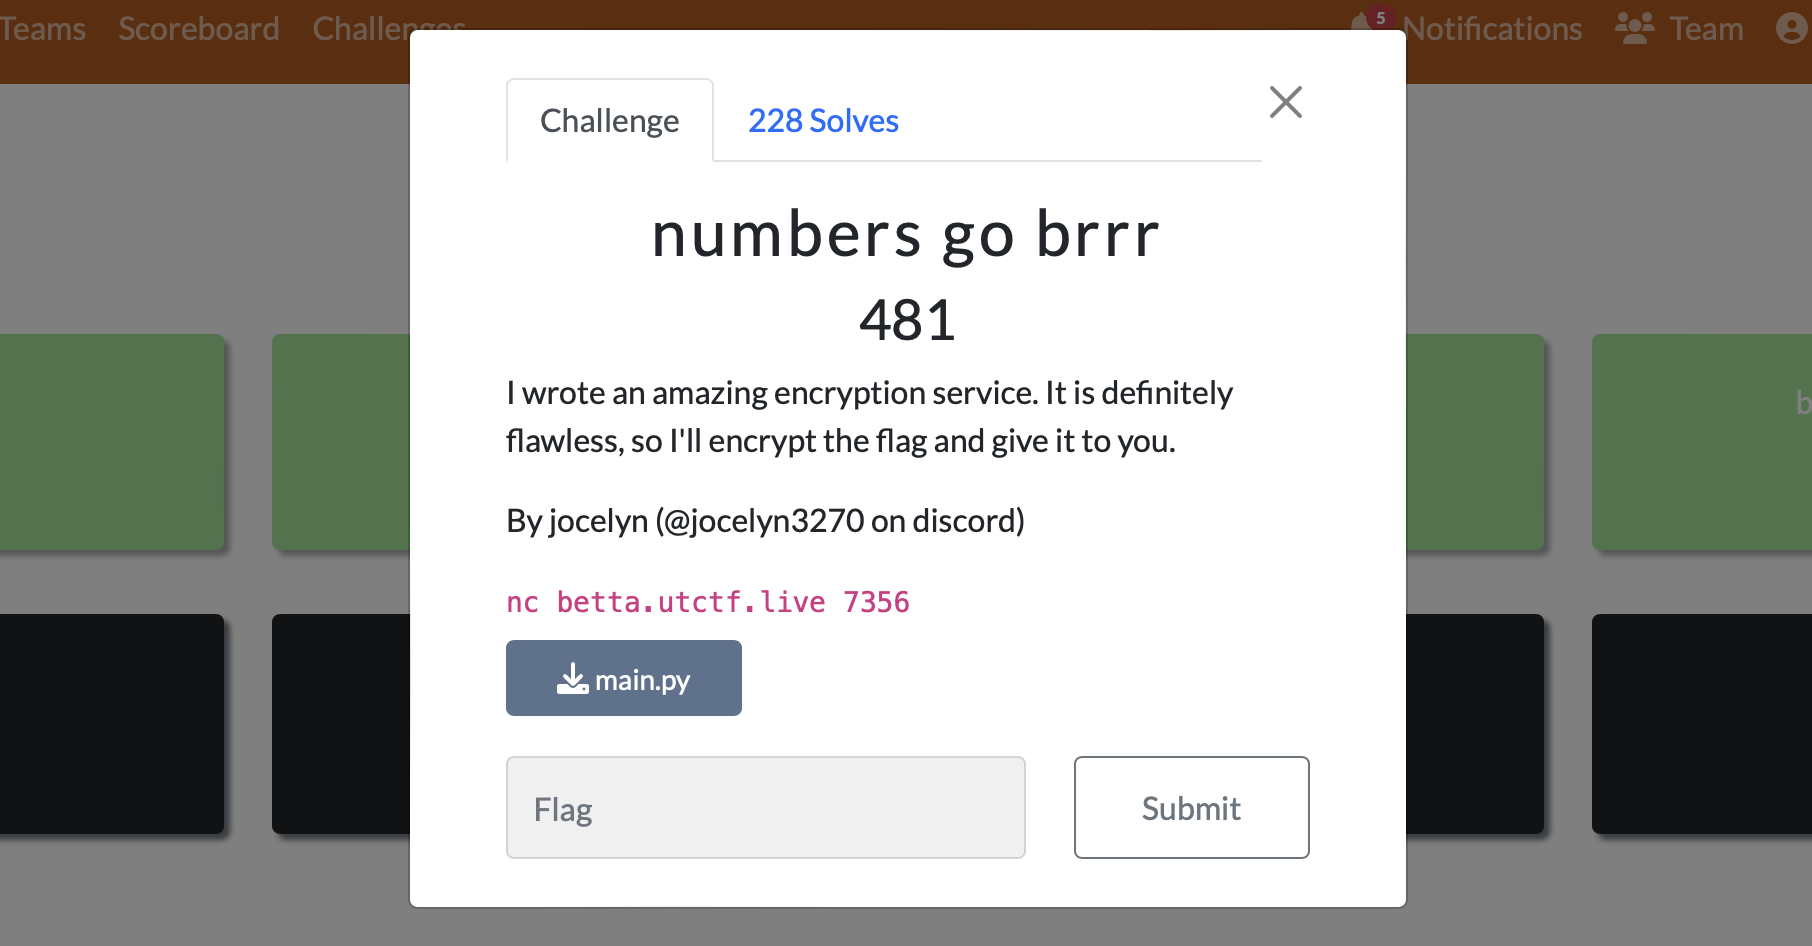 Teams Scoreboard Challenges 5 Notifications Team
Challenge 228 Solves
numbers go brrr
481
I wrote an amazing encryption service. It is definitely
flawless, so I'll encrypt the flag and give it to you.
By jocelyn (@jocelyn3270 on discord)
nc betta.utctf.live 7356
main.py
Flag Submit